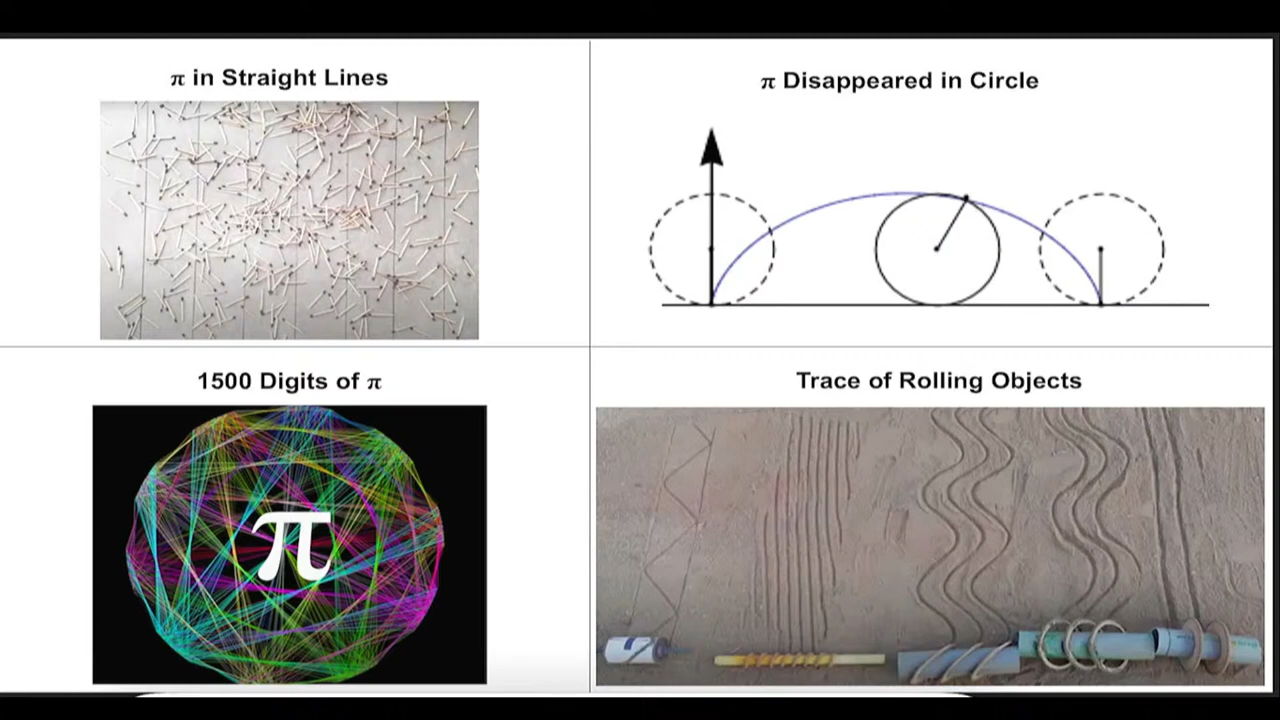 π in Straight Lines
π Disappeared in Circle
1500 Digits of π
π
Trace of Rolling Objects